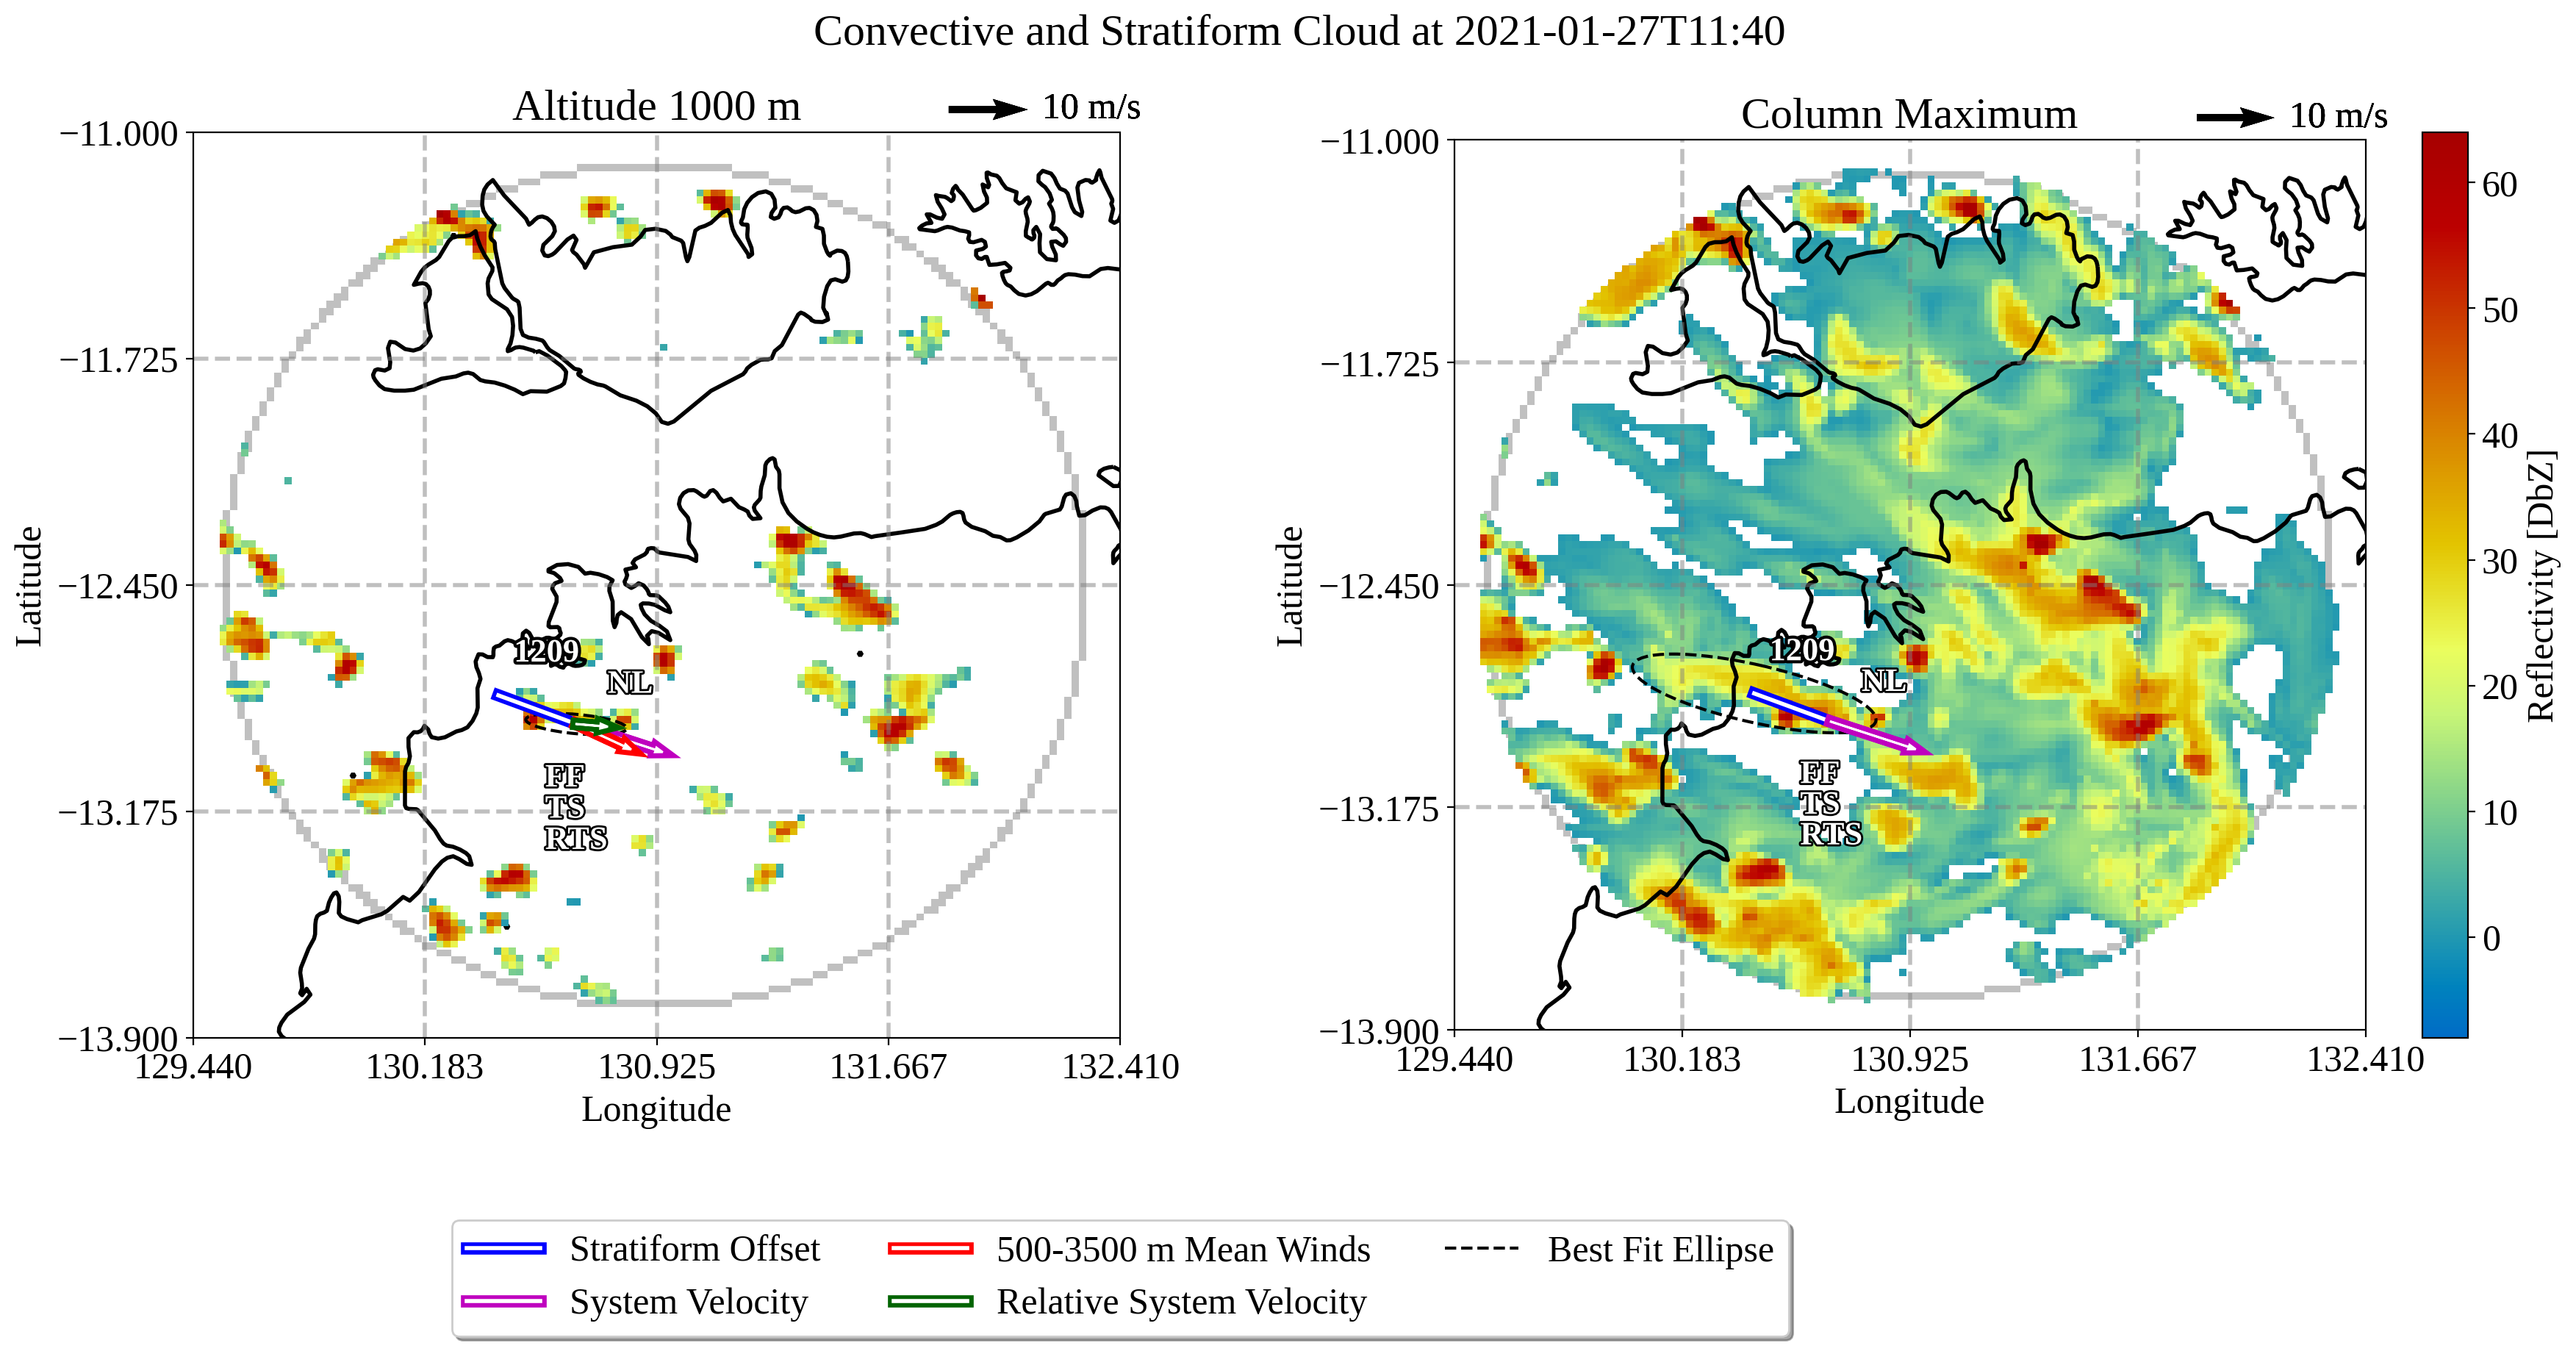 Convective and Stratiform Cloud at 2021-01-27T11:40
Altitude 1000 m
10 m/s
−11.000
−11.725
−12.450
−13.175
−13.900
Latitude
129.440
130.183
130.925
131.667
132.410
Longitude
1209
NL
FF
TS
RTS
Column Maximum
10 m/s
−11.000
−11.725
−12.450
−13.175
−13.900
Latitude
129.440
130.183
130.925
131.667
132.410
Longitude
1209
NL
FF
TS
RTS
60
50
40
30
20
10
0
Reflectivity [DbZ]
Stratiform Offset
System Velocity
500-3500 m Mean Winds
Relative System Velocity
Best Fit Ellipse